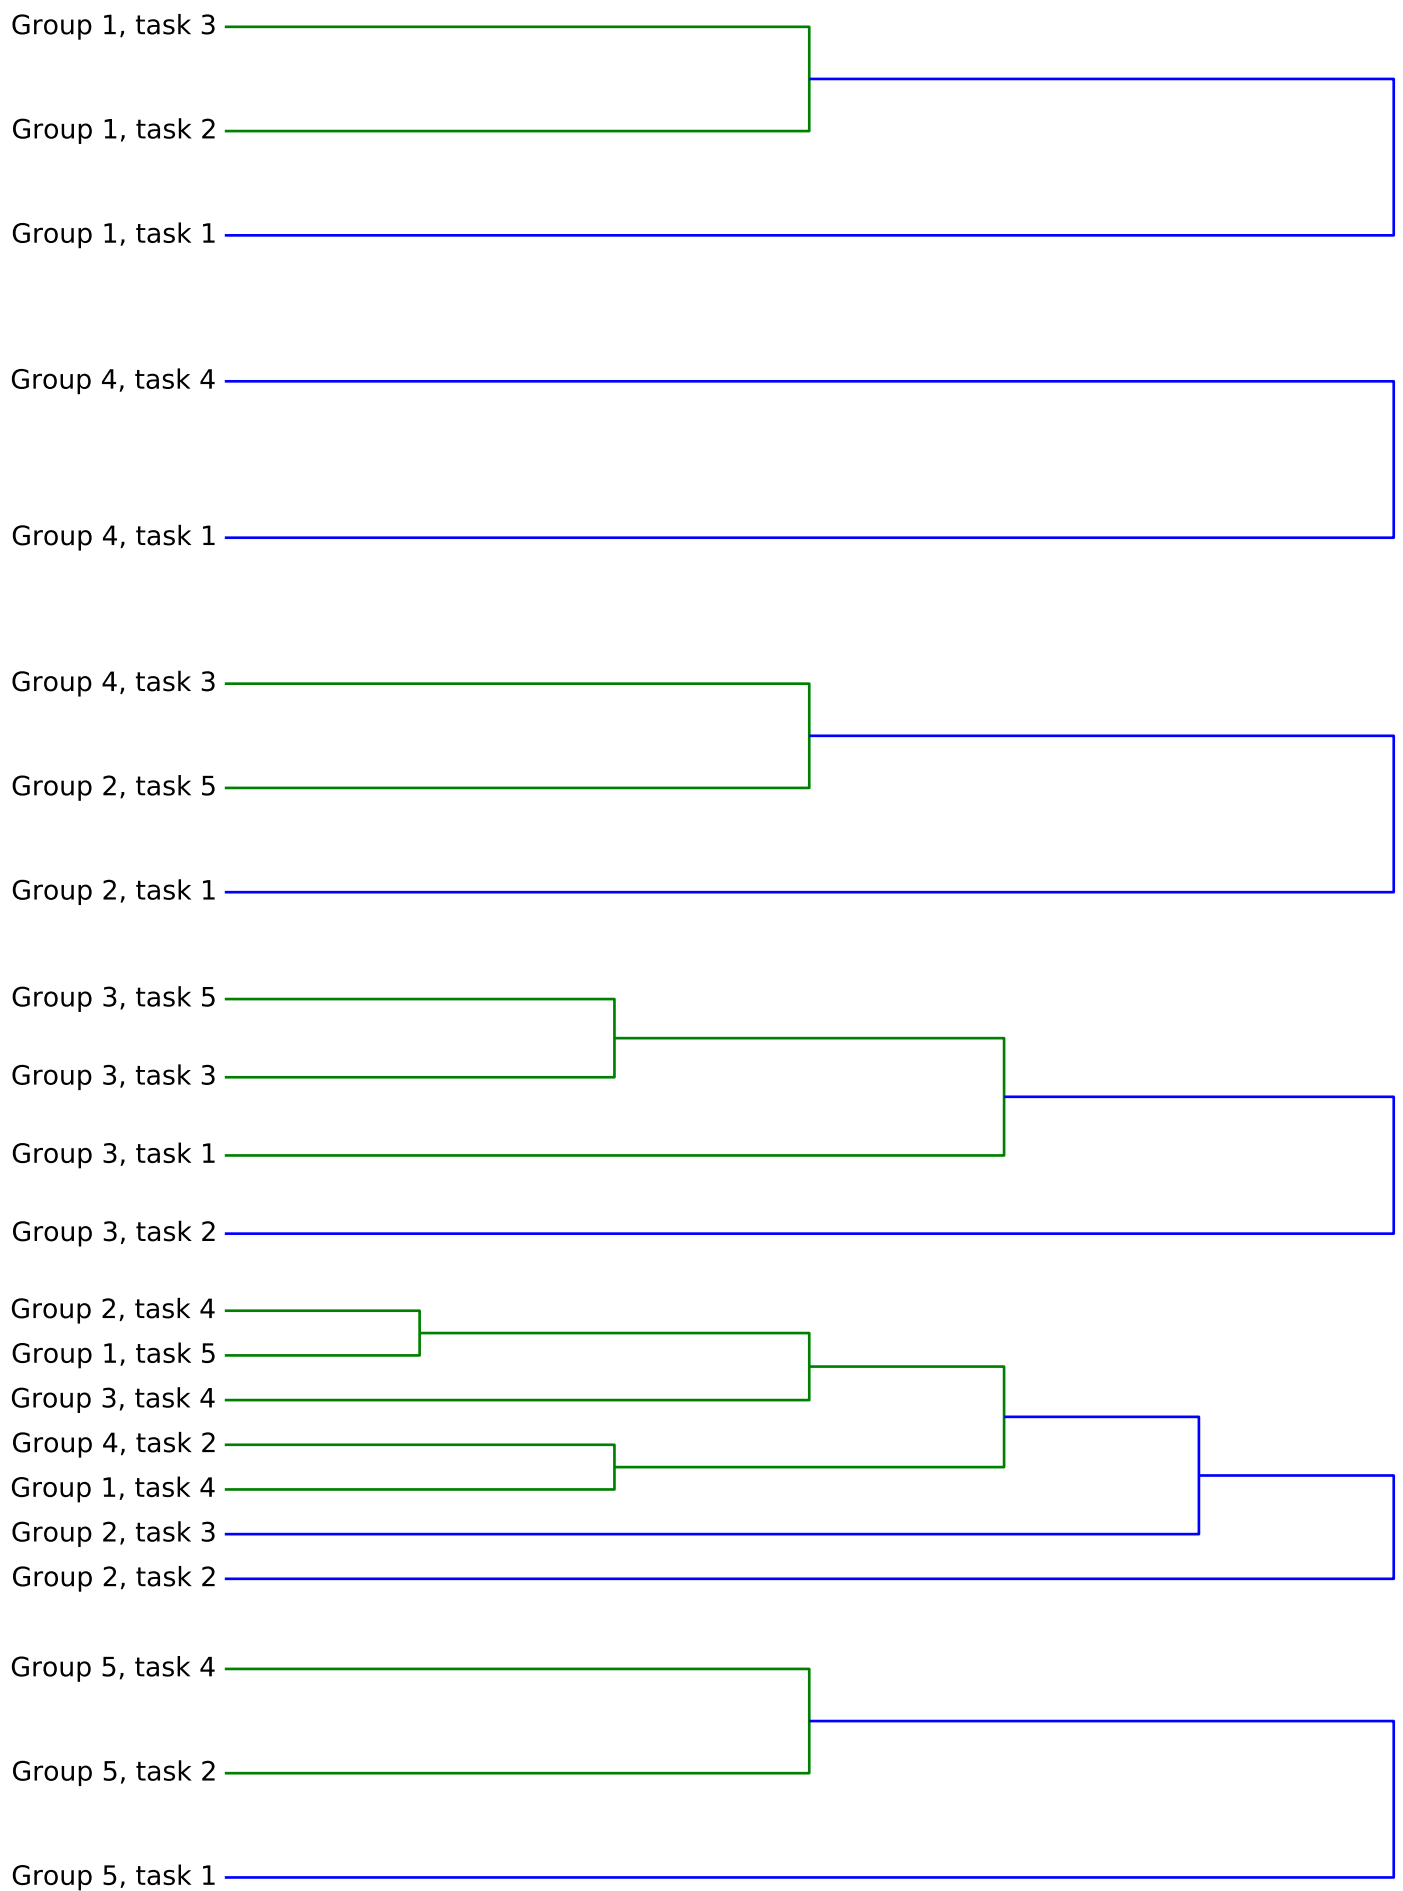 Group 1, task 3
Group 1, task 2
Group 1, task 1
Group 4, task 4
Group 4, task 1
Group 4, task 3
Group 2, task 5
Group 2, task 1
Group 3, task 5
Group 3, task 3
Group 3, task 1
Group 3, task 2
Group 2, task 4
Group 1, task 5
Group 3, task 4
Group 4, task 2
Group 1, task 4
Group 2, task 3
Group 2, task 2
Group 5, task 4
Group 5, task 2
Group 5, task 1